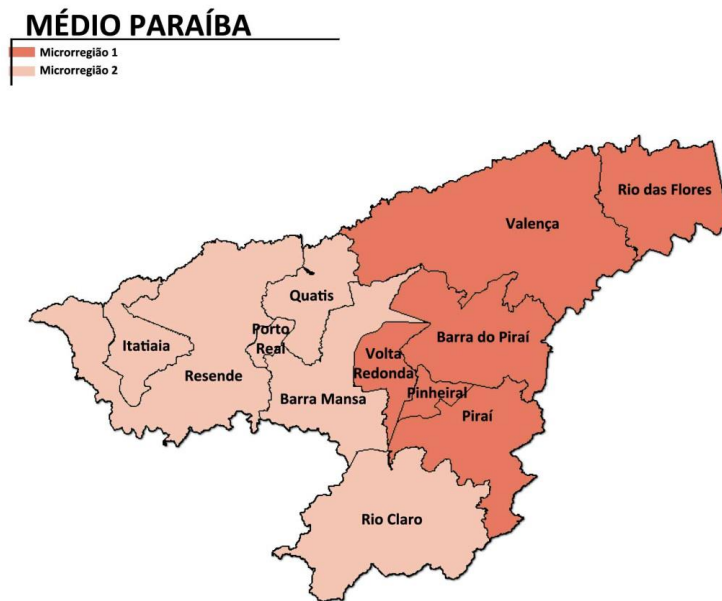 MÉDIO PARAÍBA
Microrregião 1
Microrregião 2
Rio das Flores
Valença
Quatis
Porto
Real
Itatiaia
Resende
Volta
Redonda
Barra do Piraí
Barra Mansa
Pinheiral
Piraí
Rio Claro